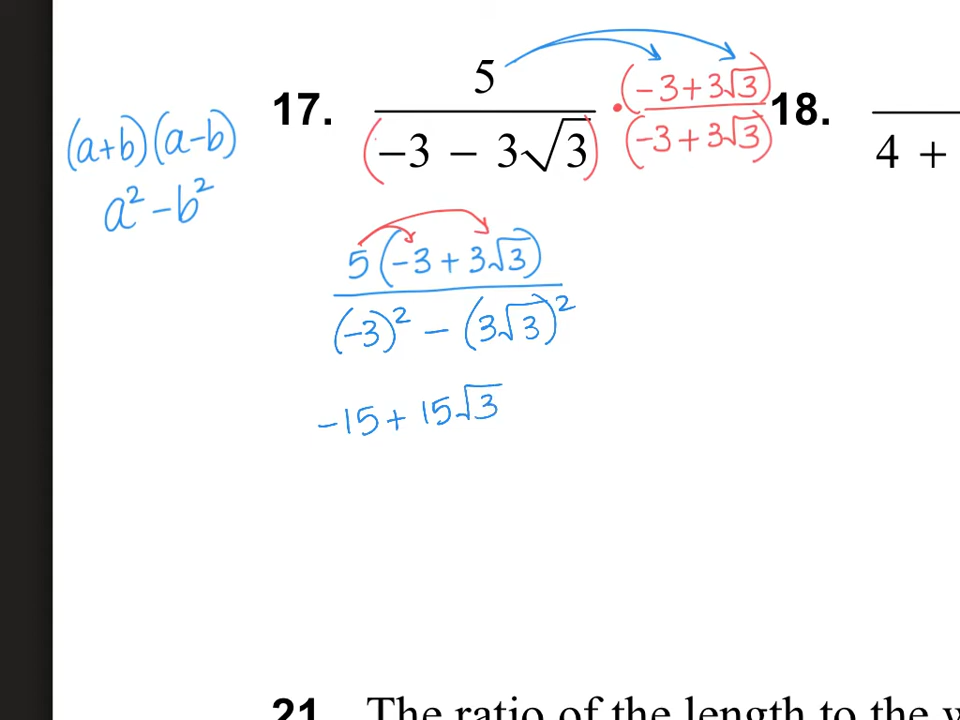 17. 5 / (−3 − 3√3) • (−3 + 3√3) / (−3 + 3√3) 18. 4 +
(a+b)(a−b)
a² − b²
5(−3 + 3√3) / (−3)² − (3√3)²
−15 + 15√3
21. The ratio of the length to the w